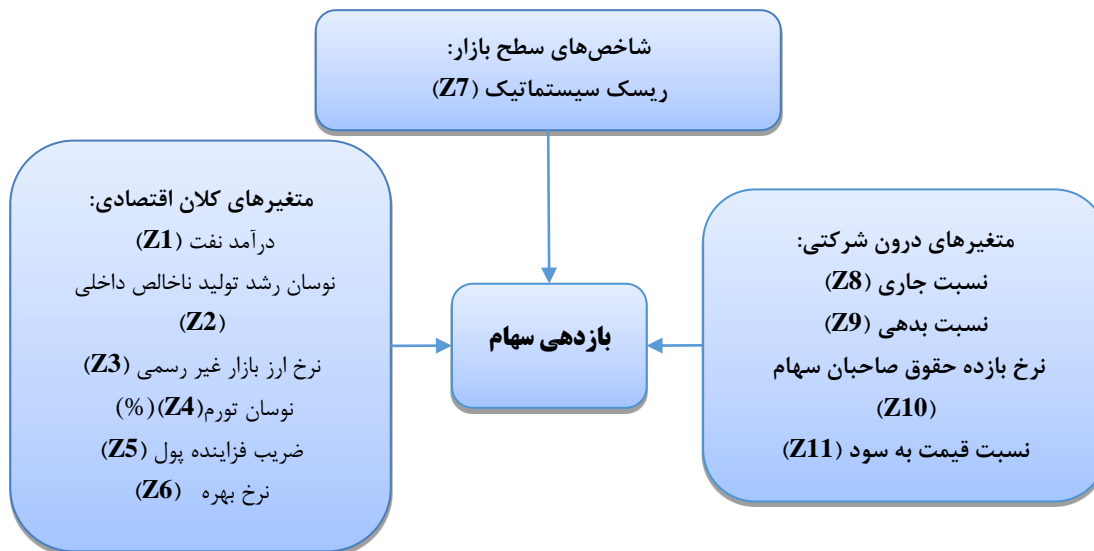 شاخص‌های سطح بازار:
ریسک سیستماتیک (Z7)
متغیرهای درون شرکتی:
نسبت جاری (Z8)
نسبت بدهی (Z9)
نرخ بازده حقوق صاحبان سهام
(Z10)
نسبت قیمت به سود (Z11)
بازدهی سهام
متغیرهای کلان اقتصادی:
درآمد نفت (Z1)
نوسان رشد تولید ناخالص داخلی
(Z2)
نرخ ارز بازار غیر رسمی (Z3)
نوسان تورم(Z4)(%)
ضریب فزاینده پول (Z5)
نرخ بهره (Z6)